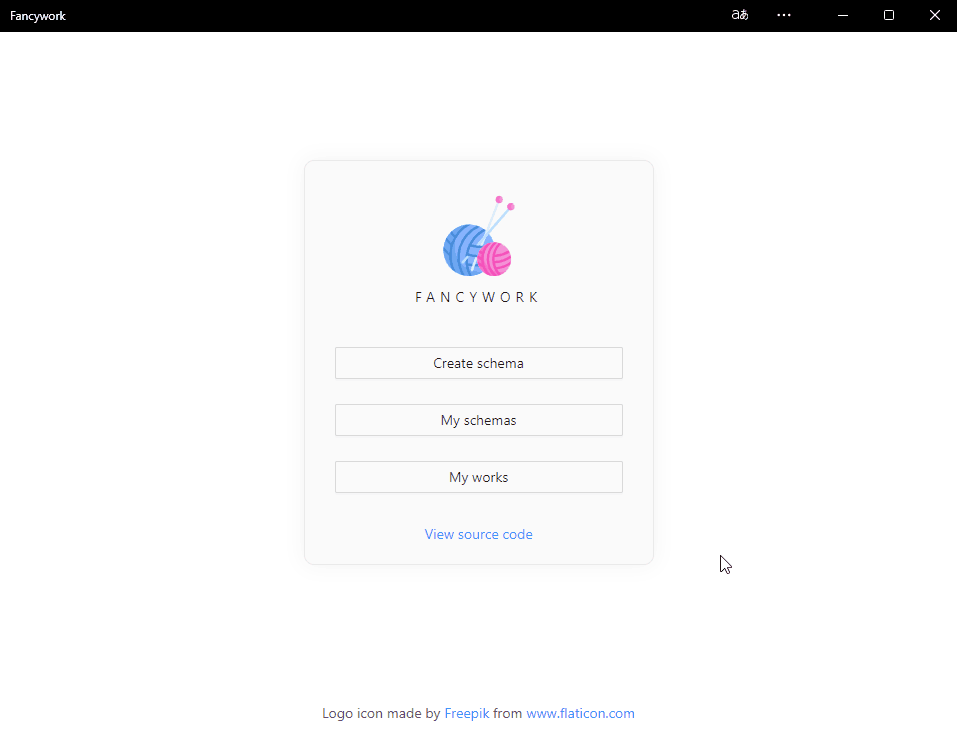 Fancywork
aあ
FANCYWORK
Create schema
My schemas
My works
View source code
Logo icon made by Freepik from www.flaticon.com